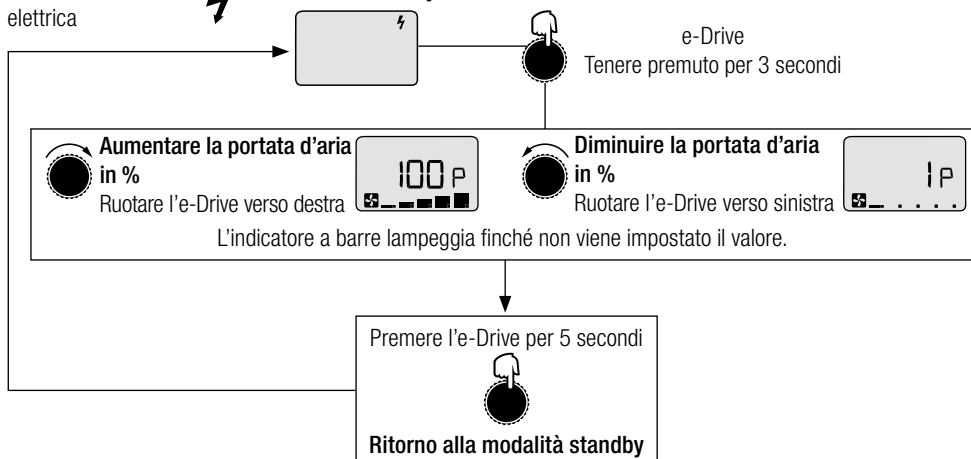 elettrica
e-Drive
Tenere premuto per 3 secondi
Aumentare la portata d'aria
in %
Ruotare l'e-Drive verso destra
100 P
Diminuire la portata d'aria
in %
Ruotare l'e-Drive verso sinistra
1 P
L'indicatore a barre lampeggia finché non viene impostato il valore.
Premere l'e-Drive per 5 secondi
Ritorno alla modalità standby